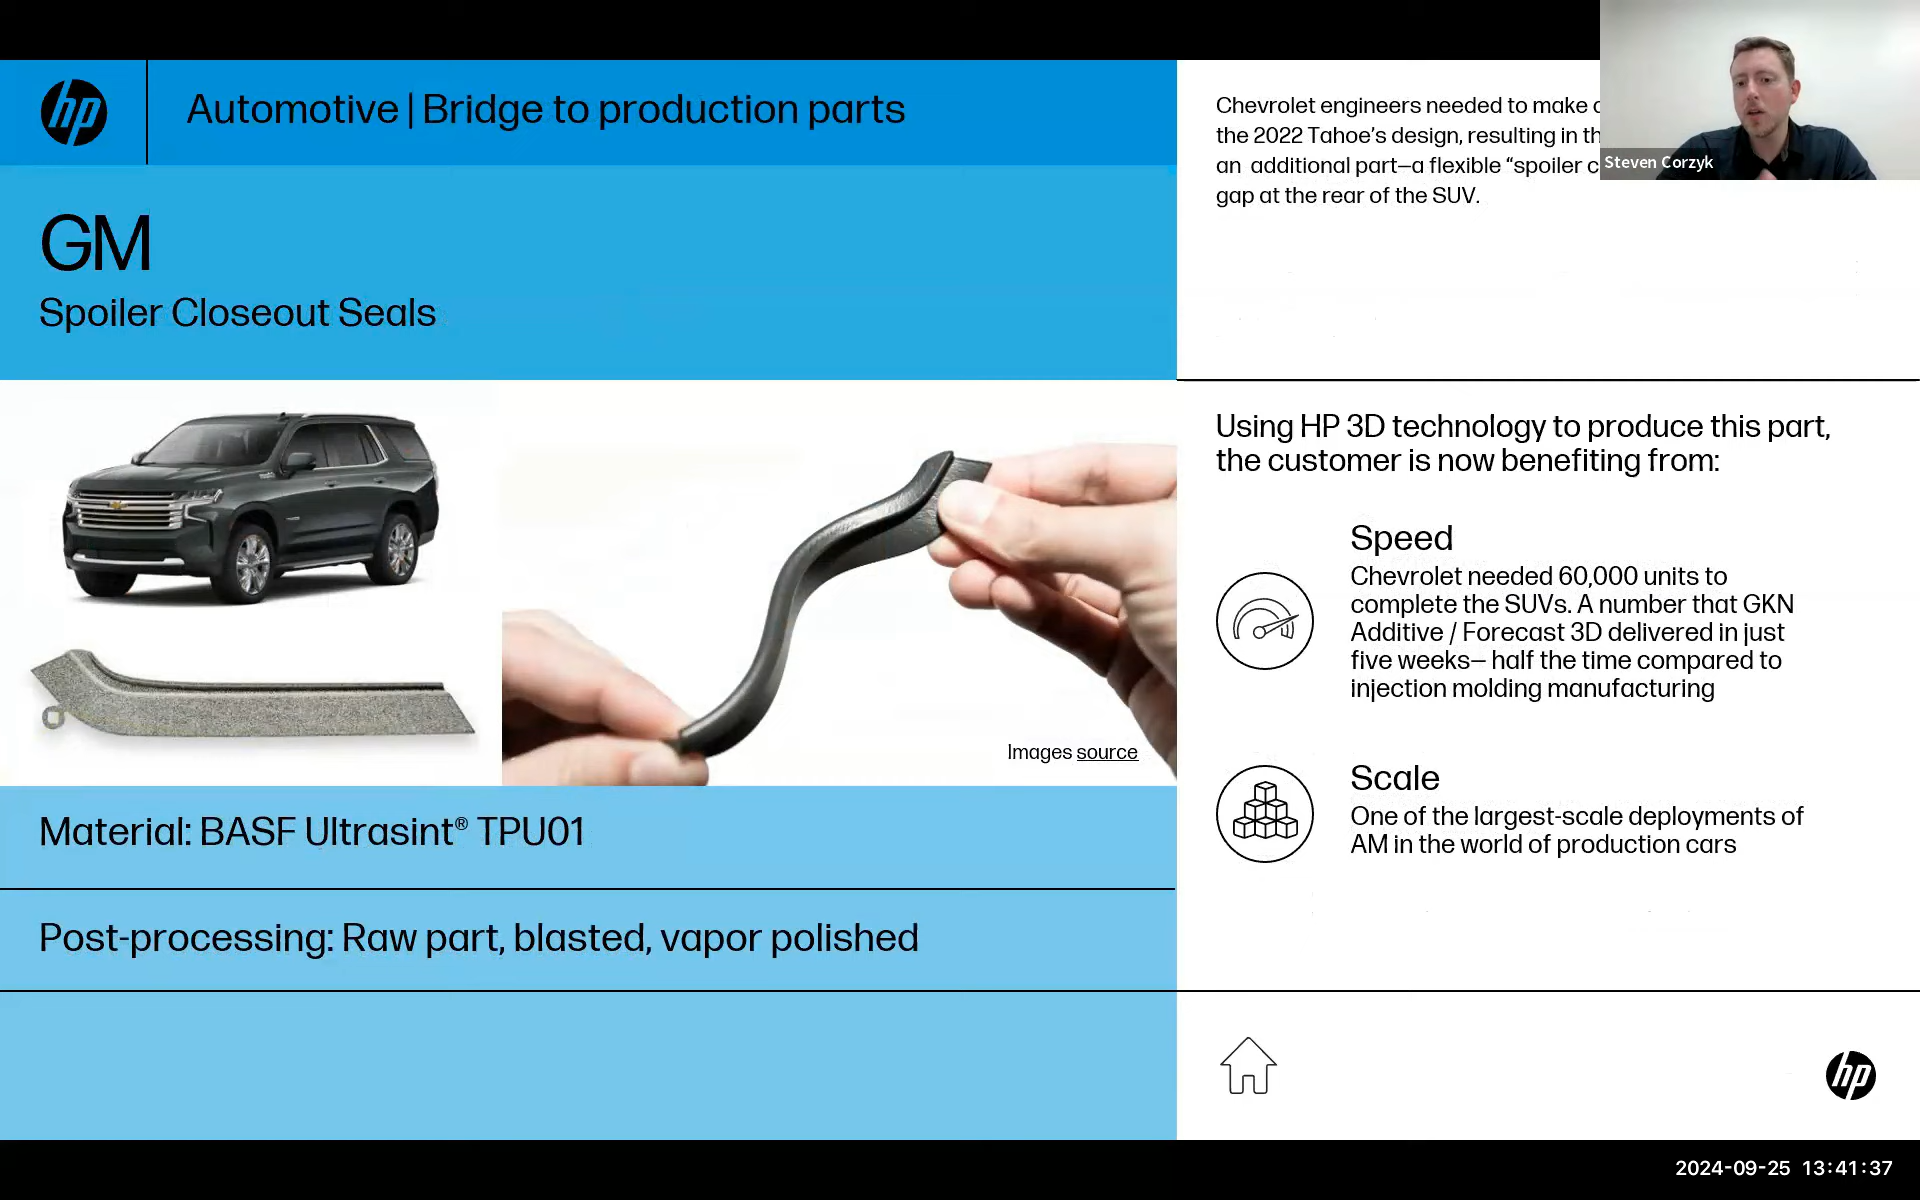 hp
Automotive | Bridge to production parts
GM
Spoiler Closeout Seals
Images source
Material: BASF Ultrasint® TPU01
Post-processing: Raw part, blasted, vapor polished
Chevrolet engineers needed to make
the 2022 Tahoe’s design, resulting in
an additional part—a flexible “spoiler
gap at the rear of the SUV.
Steven Corzyk
Using HP 3D technology to produce this part,
the customer is now benefiting from:
Speed
Chevrolet needed 60,000 units to
complete the SUVs. A number that GKN
Additive / Forecast 3D delivered in just
five weeks— half the time compared to
injection molding manufacturing
Scale
One of the largest-scale deployments of
AM in the world of production cars
hp
2024-09-25 13:41:37